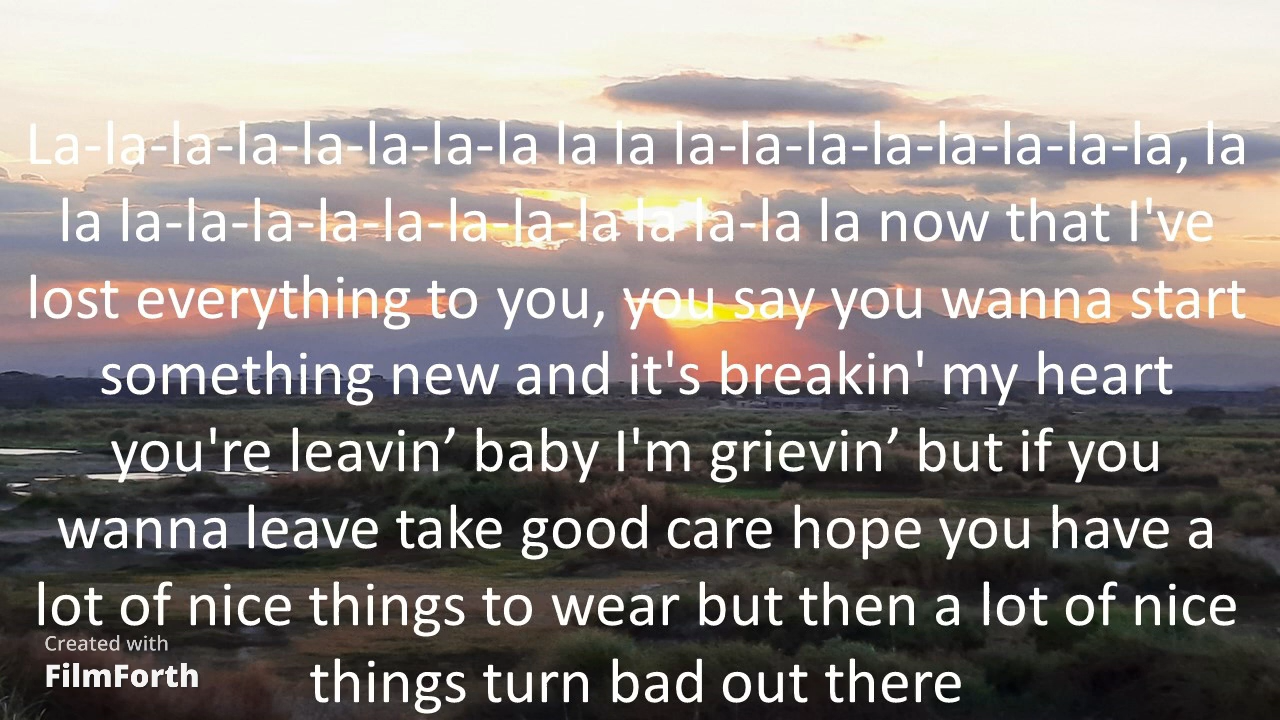 La-la-la-la-la-la-la-la la la la-la-la-la-la-la-la-la, la
la la-la-la-la-la-la-la-la la la-la la now that I've
lost everything to you, you say you wanna start
something new and it's breakin' my heart
you're leavin’ baby I'm grievin’ but if you
wanna leave take good care hope you have a
lot of nice things to wear but then a lot of nice
things turn bad out there
Created with
FilmForth